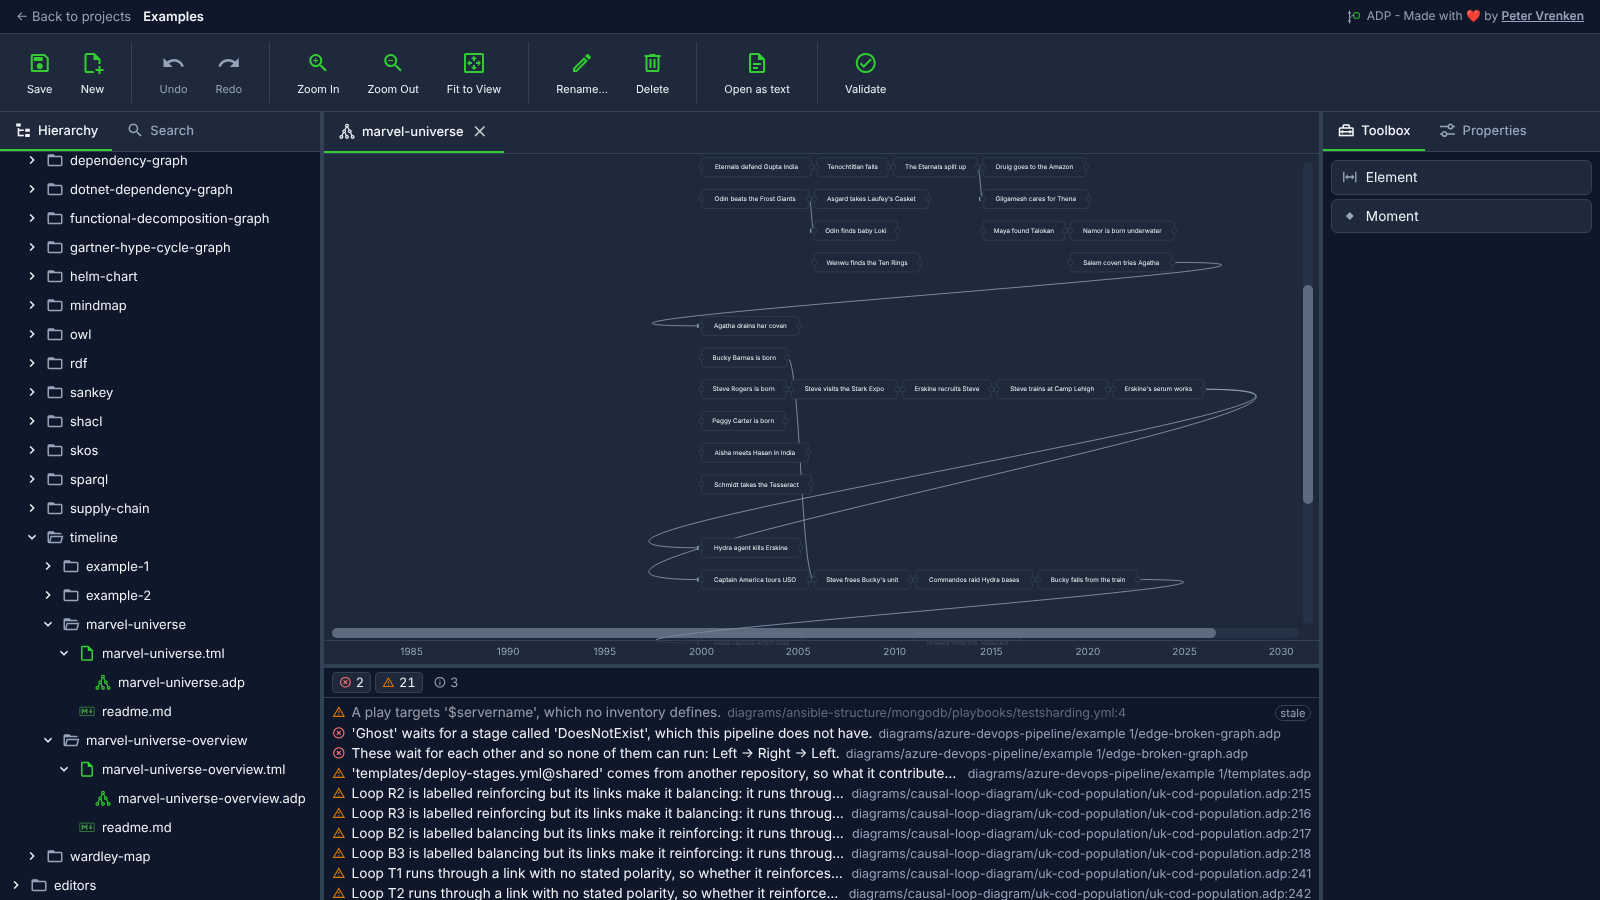 ← Back to projects Examples
ADP - Made with ❤️ by Peter Vrenken
Save New Undo Redo Zoom In Zoom Out Fit to View Rename... Delete Open as text Validate
Hierarchy Search
dependency-graph
dotnet-dependency-graph
functional-decomposition-graph
gartner-hype-cycle-graph
helm-chart
mindmap
owl
rdf
sankey
shacl
skos
sparql
supply-chain
timeline
example-1
example-2
marvel-universe
marvel-universe.tml
marvel-universe.adp
readme.md
marvel-universe-overview
marvel-universe-overview.tml
marvel-universe-overview.adp
readme.md
wardley-map
editors
marvel-universe
Eternals defend Gupta India Tenochtitlan falls The Eternals split up Druig goes to the Amazon
Odin beats the Frost Giants Asgard takes Laufey's Casket Gilgamesh cares for Thena
Odin finds baby Loki Maya found Talokan Namor is born underwater
Wenwu finds the Ten Rings Salem coven tries Agatha
Agatha drains her coven
Bucky Barnes is born
Steve Rogers is born Steve visits the Stark Expo Erskine recruits Steve Steve trains at Camp Lehigh Erskine's serum works
Peggy Carter is born
Aisha meets Hasan in India
Schmidt takes the Tesseract
Hydra agent kills Erskine
Captain America tours USO Steve frees Bucky's unit Commandos raid Hydra bases Bucky falls from the train
1985 1990 1995 2000 2005 2010 2015 2020 2025 2030
2 21 3
A play targets '$servername', which no inventory defines. diagrams/ansible-structure/mongodb/playbooks/testsharding.yml:4 stale
'Ghost' waits for a stage called 'DoesNotExist', which this pipeline does not have. diagrams/azure-devops-pipeline/example 1/edge-broken-graph.adp
These wait for each other and so none of them can run: Left → Right → Left. diagrams/azure-devops-pipeline/example 1/edge-broken-graph.adp
'templates/deploy-stages.yml@shared' comes from another repository, so what it contribute... diagrams/azure-devops-pipeline/example 1/templates.adp
Loop R2 is labelled reinforcing but its links make it balancing: it runs throug... diagrams/causal-loop-diagram/uk-cod-population/uk-cod-population.adp:215
Loop R3 is labelled reinforcing but its links make it balancing: it runs throug... diagrams/causal-loop-diagram/uk-cod-population/uk-cod-population.adp:216
Loop B2 is labelled balancing but its links make it reinforcing: it runs throug... diagrams/causal-loop-diagram/uk-cod-population/uk-cod-population.adp:217
Loop B3 is labelled balancing but its links make it reinforcing: it runs throug... diagrams/causal-loop-diagram/uk-cod-population/uk-cod-population.adp:218
Loop T1 runs through a link with no stated polarity, so whether it reinforces... diagrams/causal-loop-diagram/uk-cod-population/uk-cod-population.adp:241
Loop T2 runs through a link with no stated polarity, so whether it reinforce... diagrams/causal-loop-diagram/uk-cod-population/uk-cod-population.adp:242
Toolbox Properties
Element
Moment